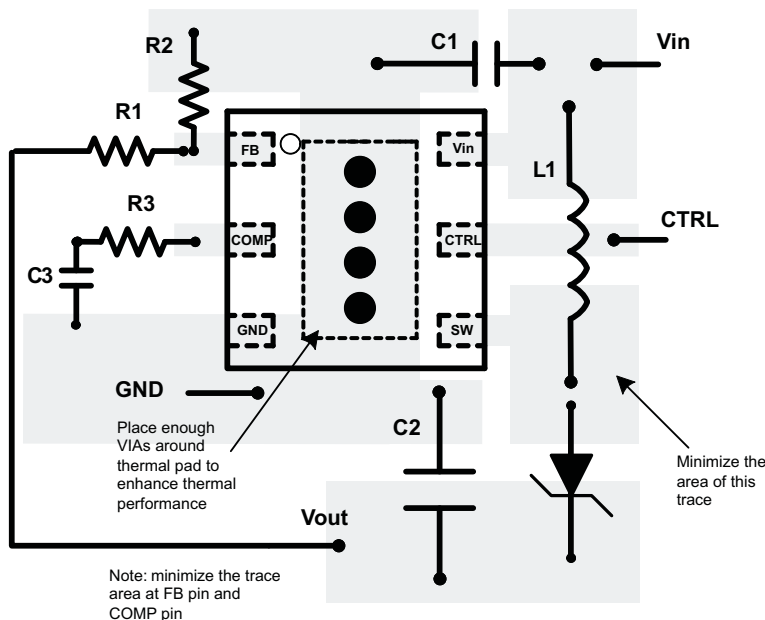 R2
C1
Vin
R1
FB
Vin
L1
R3
COMP
CTRL
CTRL
C3
GND
SW
GND
Place enough
VIAs around
thermal pad to
enhance thermal
performance
C2
Minimize the
area of this
trace
Vout
Note: minimize the trace
area at FB pin and
COMP pin